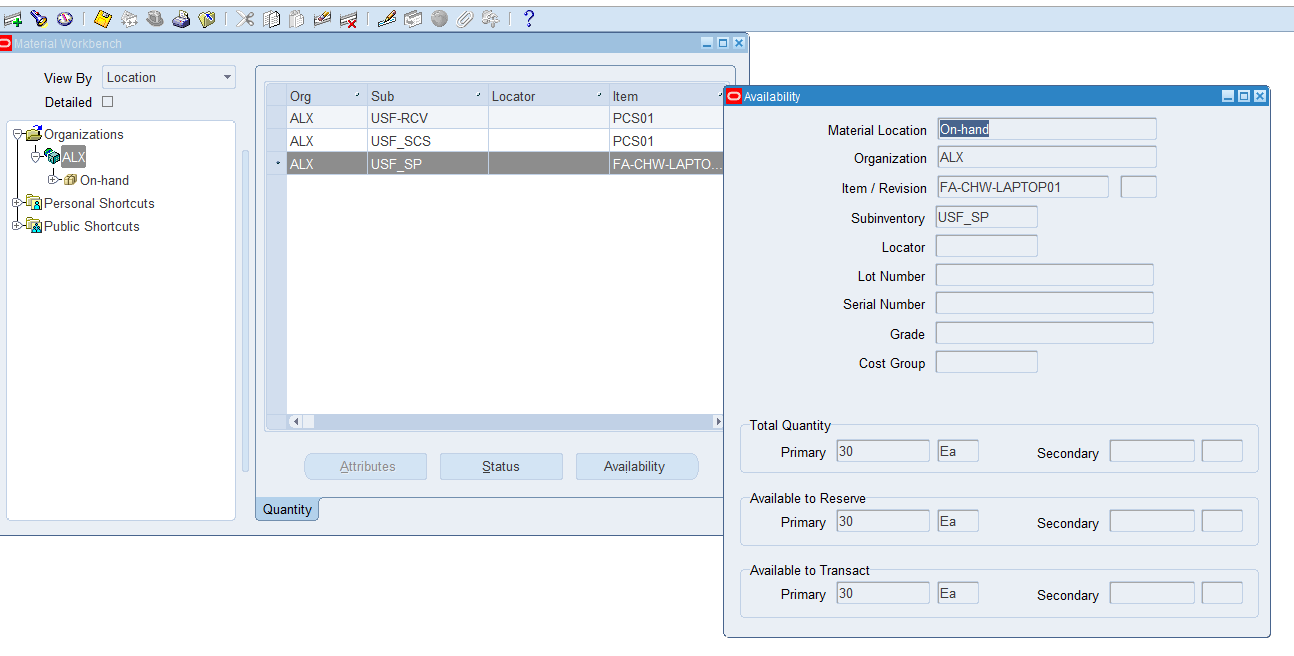 Material Workbench
View By Location
Detailed
Organizations
ALX
On-hand
Personal Shortcuts
Public Shortcuts
Org Sub Locator Item
ALX USF-RCV PCS01
ALX USF_SCS PCS01
ALX USF_SP FA-CHW-LAPTO...
Attributes Status Availability
Quantity
Availability
Material Location On-hand
Organization ALX
Item / Revision FA-CHW-LAPTOP01
Subinventory USF_SP
Locator
Lot Number
Serial Number
Grade
Cost Group
Total Quantity
Primary 30 Ea Secondary
Available to Reserve
Primary 30 Ea Secondary
Available to Transact
Primary 30 Ea Secondary